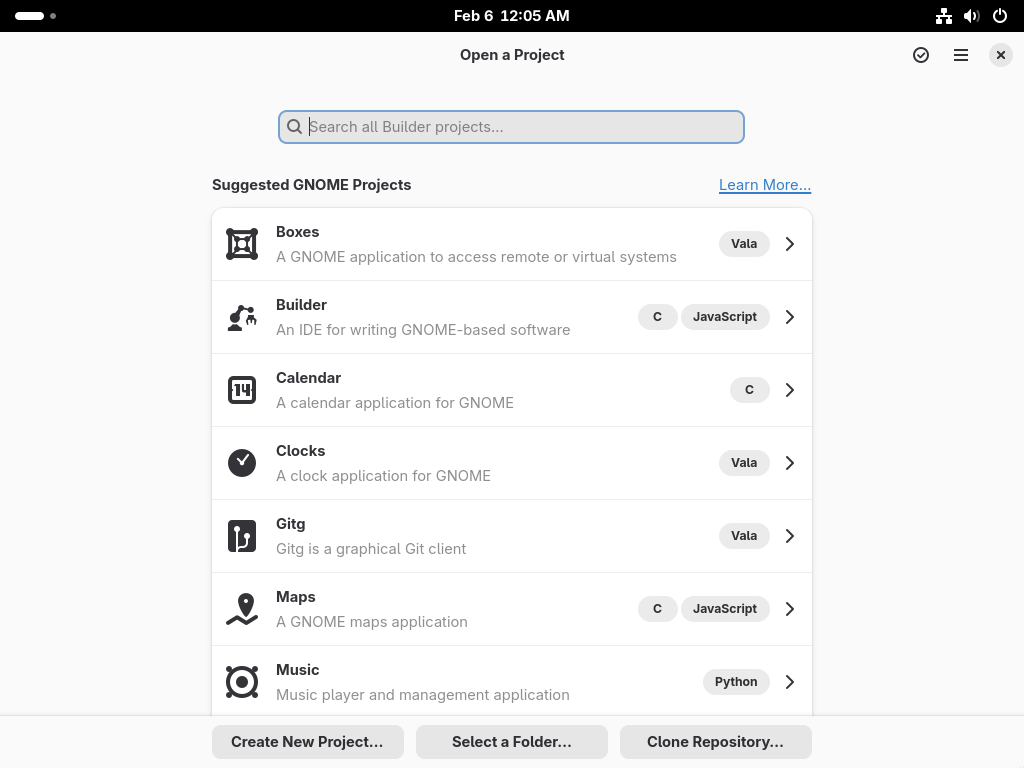 Feb 6 12:05 AM
Open a Project
Search all Builder projects…
Suggested GNOME Projects
Learn More…
Boxes
A GNOME application to access remote or virtual systems
Vala
Builder
An IDE for writing GNOME-based software
C
JavaScript
14
Calendar
A calendar application for GNOME
C
Clocks
A clock application for GNOME
Vala
Gitg
Gitg is a graphical Git client
Vala
Maps
A GNOME maps application
C
JavaScript
Music
Music player and management application
Python
Create New Project…
Select a Folder…
Clone Repository…